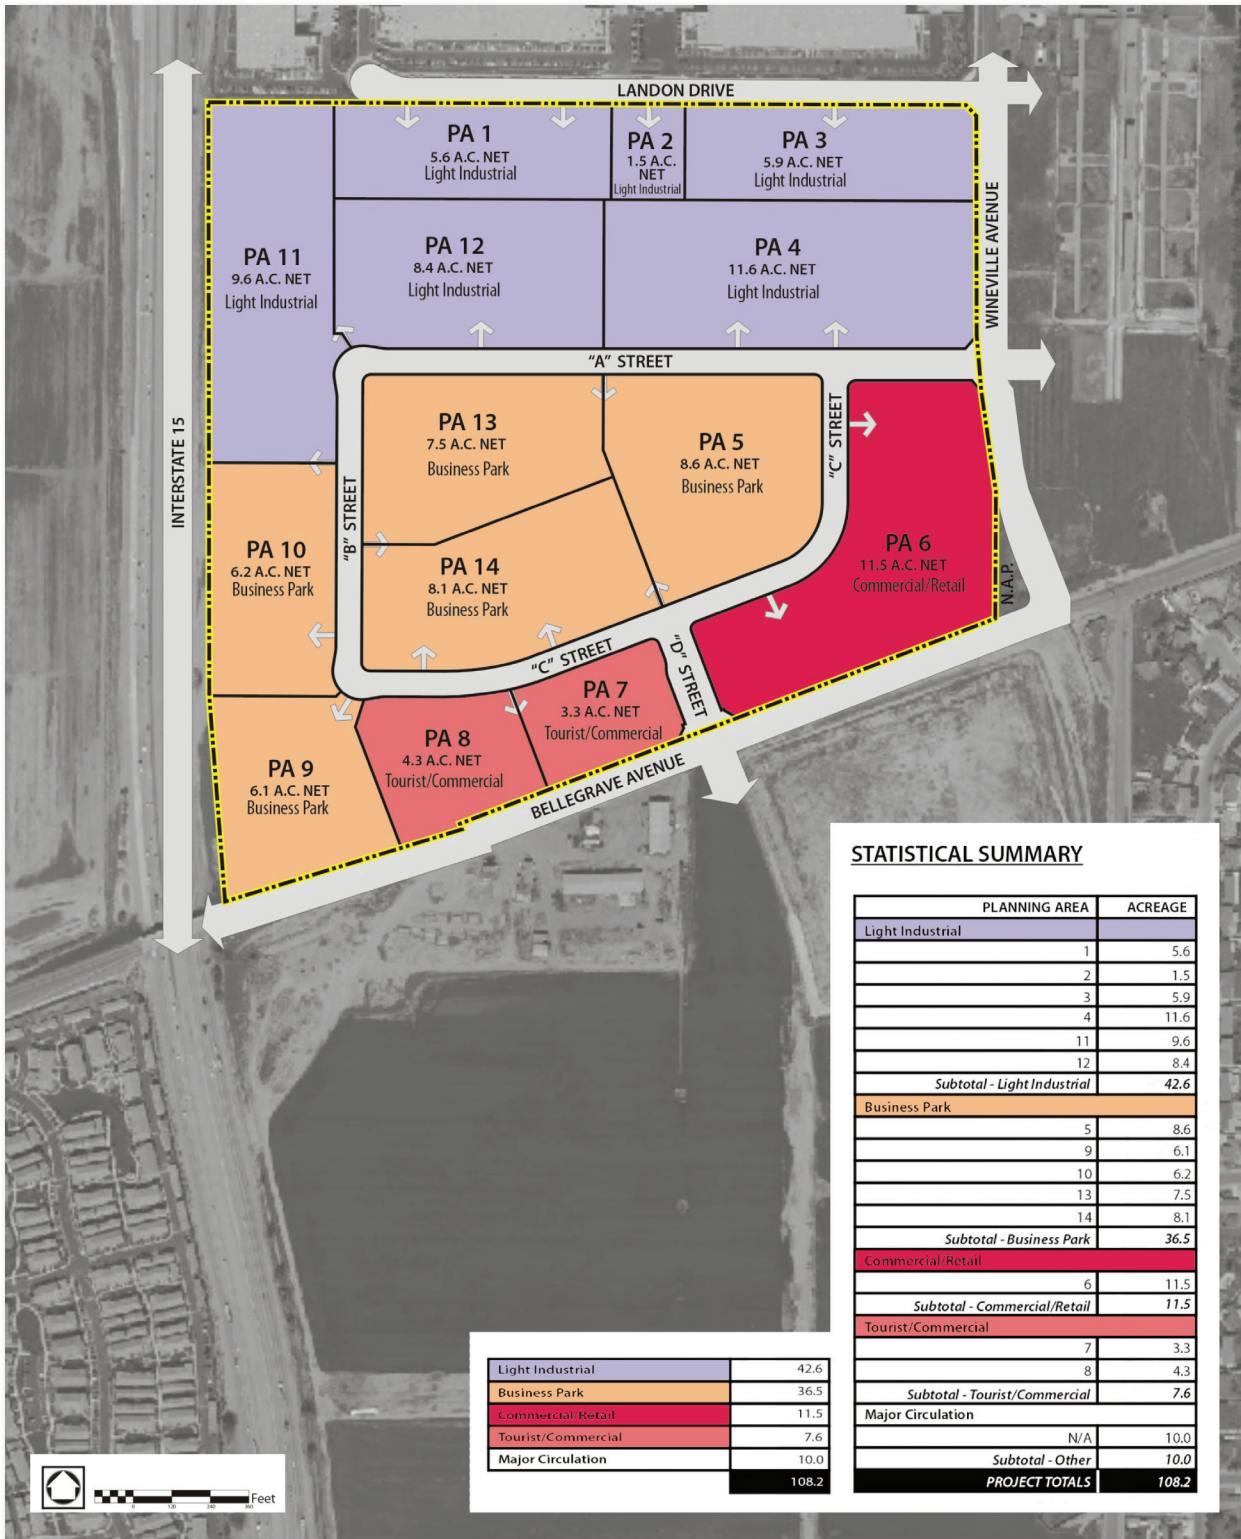 LANDON DRIVE
PA 1
5.6 A.C. NET
Light Industrial
PA 2
1.5 A.C.
NET
Light Industrial
PA 3
5.9 A.C. NET
Light Industrial
WINEVILLE AVENUE
PA 11
9.6 A.C. NET
Light Industrial
PA 12
8.4 A.C. NET
Light Industrial
PA 4
11.6 A.C. NET
Light Industrial
"A" STREET
INTERSTATE 15
PA 13
7.5 A.C. NET
Business Park
PA 5
8.6 A.C. NET
Business Park
"C" STREET
"B" STREET
PA 10
6.2 A.C. NET
Business Park
PA 14
8.1 A.C. NET
Business Park
PA 6
11.5 A.C. NET
Commercial/Retail
N.A.P.
"C" STREET
"D" STREET
PA 7
3.3 A.C. NET
Tourist/Commercial
PA 8
4.3 A.C. NET
Tourist/Commercial
PA 9
6.1 A.C. NET
Business Park
BELLEGRAVE AVENUE
STATISTICAL SUMMARY
PLANNING AREA ACREAGE
Light Industrial
1 5.6
2 1.5
3 5.9
4 11.6
11 9.6
12 8.4
Subtotal - Light Industrial 42.6
Business Park
5 8.6
9 6.1
10 6.2
13 7.5
14 8.1
Subtotal - Business Park 36.5
Commercial/Retail
6 11.5
Subtotal - Commercial/Retail 11.5
Tourist/Commercial
7 3.3
8 4.3
Subtotal - Tourist/Commercial 7.6
Major Circulation
N/A 10.0
Subtotal - Other 10.0
PROJECT TOTALS 108.2
Light Industrial 42.6
Business Park 36.5
Commercial/Retail 11.5
Tourist/Commercial 7.6
Major Circulation 10.0
108.2
Feet
0 120 240 360